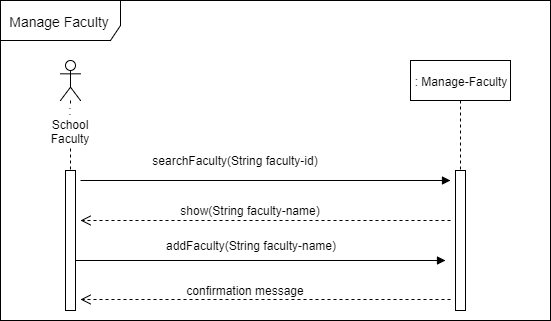 Manage Faculty
School
Faculty
: Manage-Faculty
searchFaculty(String faculty-id)
show(String faculty-name)
addFaculty(String faculty-name)
confirmation message